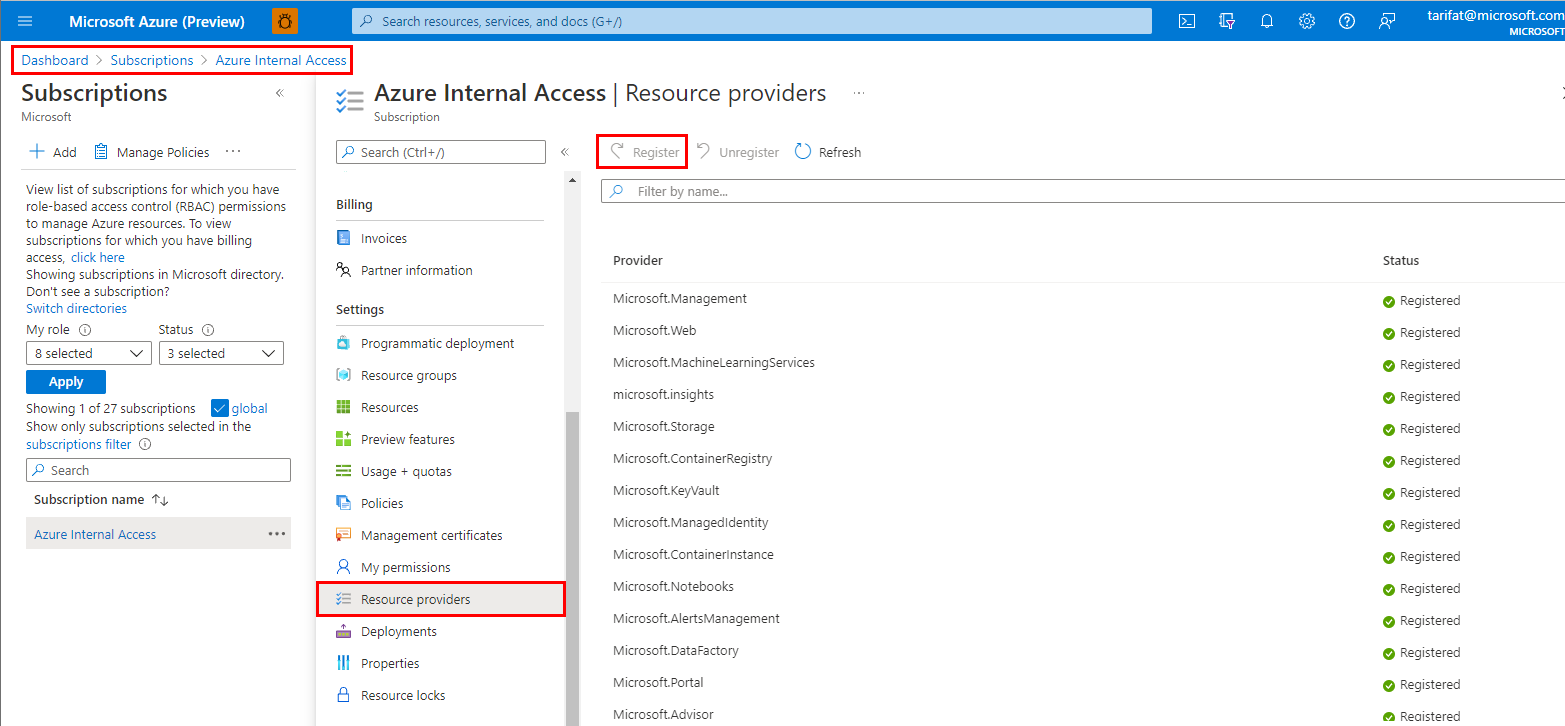 Microsoft Azure (Preview)
Search resources, services, and docs (G+/)
tarifat@microsoft.com
MICROSOFT
Dashboard > Subscriptions > Azure Internal Access
Subscriptions
Microsoft
Add Manage Policies ...
View list of subscriptions for which you have
role-based access control (RBAC) permissions
to manage Azure resources. To view
subscriptions for which you have billing
access, click here
Showing subscriptions in Microsoft directory.
Don't see a subscription?
Switch directories
My role Status
8 selected 3 selected
Apply
Showing 1 of 27 subscriptions global
Show only subscriptions selected in the
subscriptions filter
Search
Subscription name
Azure Internal Access ...
Azure Internal Access | Resource providers ...
Subscription
Search (Ctrl+/)
Billing
Invoices
Partner information
Settings
Programmatic deployment
Resource groups
Resources
Preview features
Usage + quotas
Policies
Management certificates
My permissions
Resource providers
Deployments
Properties
Resource locks
Register Unregister Refresh
Filter by name...
Provider Status
Microsoft.Management Registered
Microsoft.Web Registered
Microsoft.MachineLearningServices Registered
microsoft.insights Registered
Microsoft.Storage Registered
Microsoft.ContainerRegistry Registered
Microsoft.KeyVault Registered
Microsoft.ManagedIdentity Registered
Microsoft.ContainerInstance Registered
Microsoft.Notebooks Registered
Microsoft.AlertsManagement Registered
Microsoft.DataFactory Registered
Microsoft.Portal Registered
Microsoft.Advisor Registered